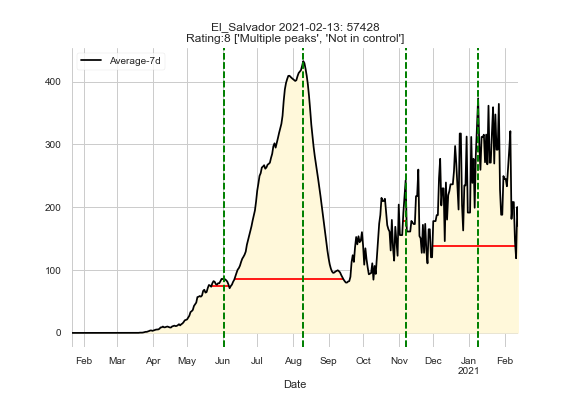 El_Salvador 2021-02-13: 57428
Rating:8 ['Multiple peaks', 'Not in control']
Average-7d
400
300
200
100
0
Feb Mar Apr May Jun Jul Aug Sep Oct Nov Dec Jan Feb
2021
Date